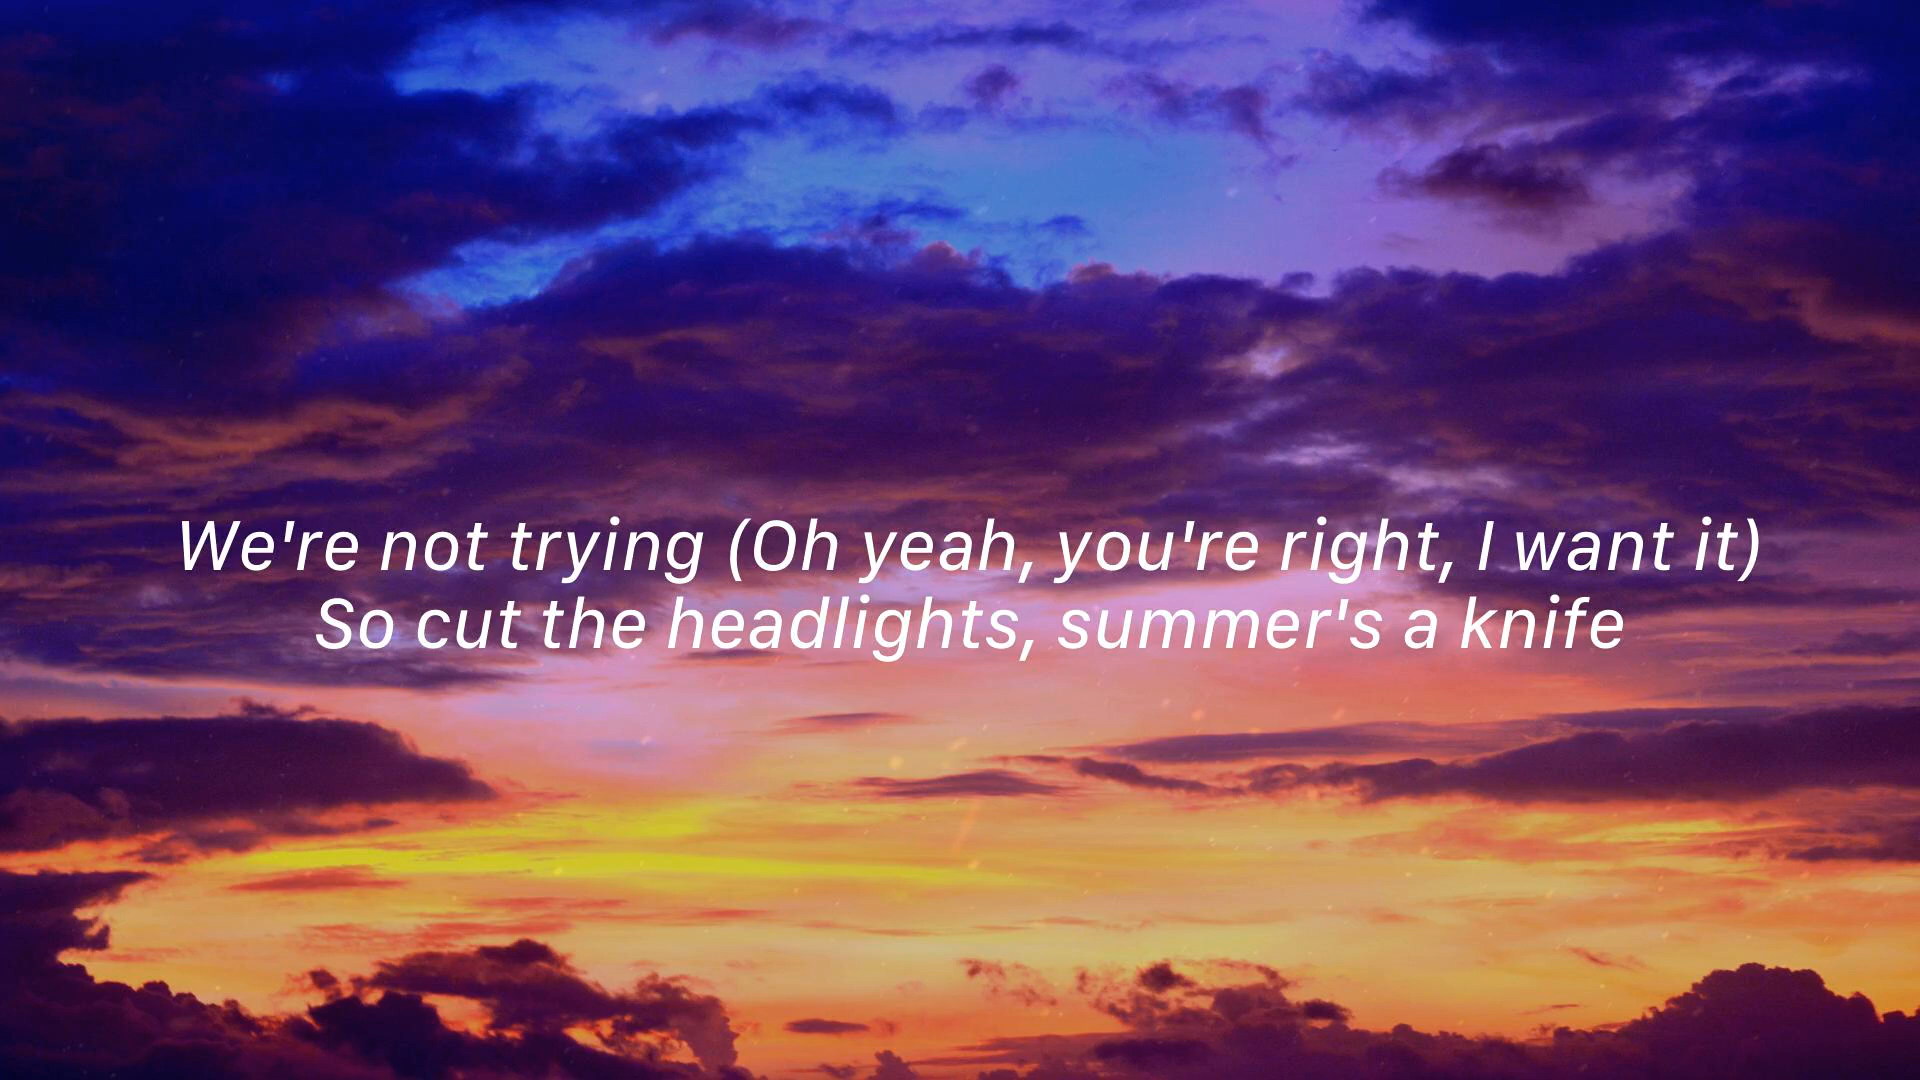 We're not trying (Oh yeah, you're right, I want it)
So cut the headlights, summer's a knife